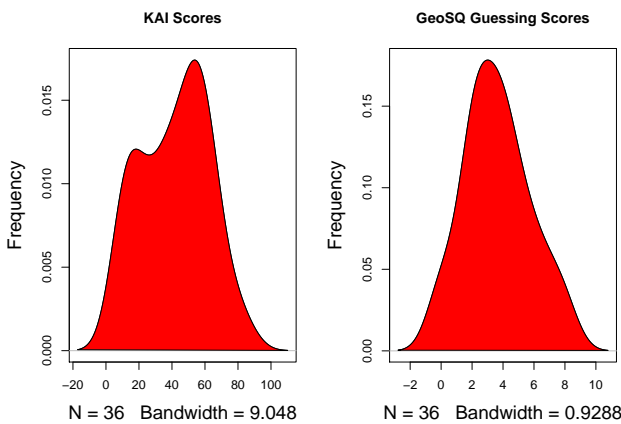 KAI Scores
Frequency
0.000 0.005 0.010 0.015
−20 0 20 40 60 80 100
N = 36 Bandwidth = 9.048
GeoSQ Guessing Scores
Frequency
0.00 0.05 0.10 0.15
−2 0 2 4 6 8 10
N = 36 Bandwidth = 0.9288